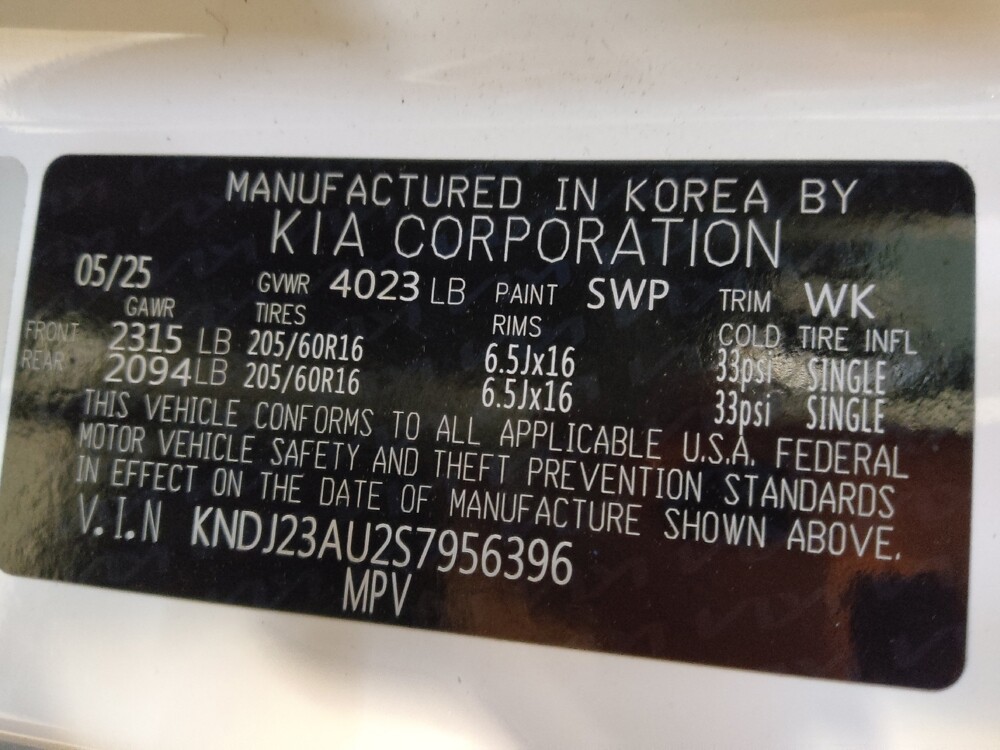 MANUFACTURED IN KOREA BY
KIA CORPORATION
05/25 GVWR 4023 LB PAINT SWP TRIM WK
GAWR TIRES RIMS COLD TIRE INFL
FRONT 2315 LB 205/60R16 6.5Jx16 33psi SINGLE
REAR 2094 LB 205/60R16 6.5Jx16 33psi SINGLE
THIS VEHICLE CONFORMS TO ALL APPLICABLE U.S.A. FEDERAL
MOTOR VEHICLE SAFETY AND THEFT PREVENTION STANDARDS
IN EFFECT ON THE DATE OF MANUFACTURE SHOWN ABOVE.
V.I.N KNDJ23AU2S7956396
MPV